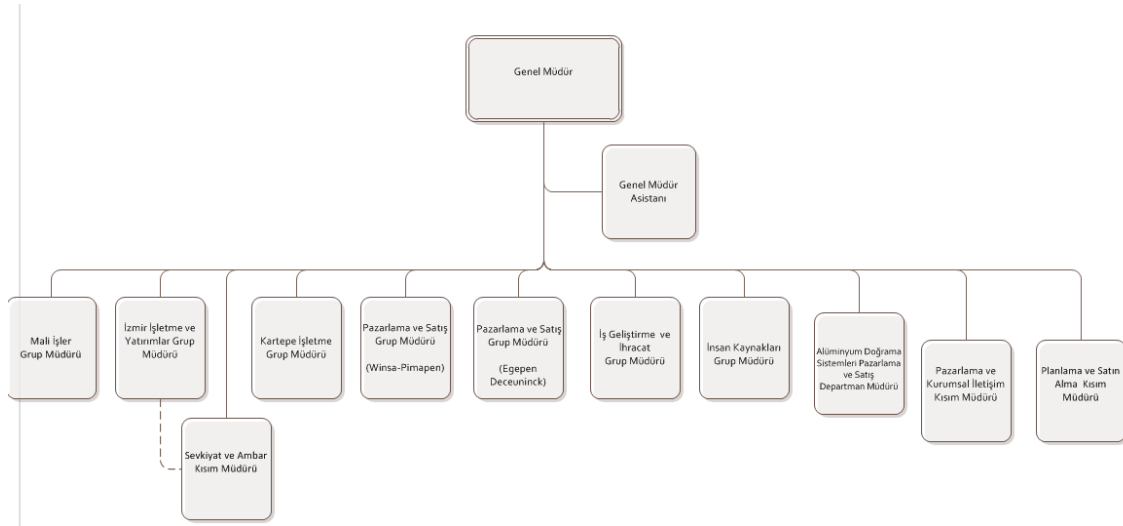 Genel Müdür
Genel Müdür
Asistanı
Mali İşler
Grup Müdürü
İzmir İşletme ve
Yatırımlar Grup
Müdürü
Kartepe İşletme
Grup Müdürü
Pazarlama ve Satış
Grup Müdürü
(Winsa-Pimapen)
Pazarlama ve Satış
Grup Müdürü
(Egepen
Deceuninck)
İş Geliştirme ve
İhracat
Grup Müdürü
İnsan Kaynakları
Grup Müdürü
Alüminyum Doğrama
Sistemleri Pazarlama
ve Satış
Departman Müdürü
Pazarlama ve
Kurumsal İletişim
Kısım Müdürü
Planlama ve Satın
Alma Kısım
Müdürü
Sevkiyat ve Ambar
Kısım Müdürü